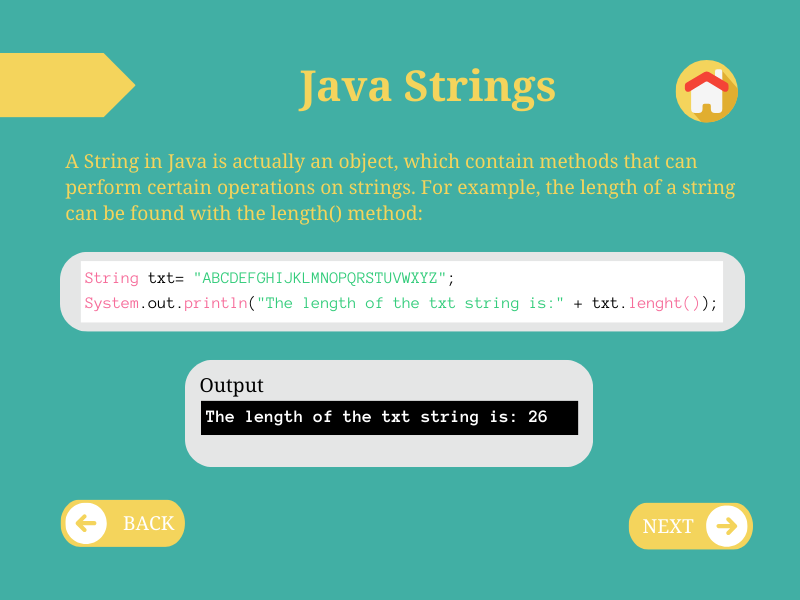 Java Strings
A String in Java is actually an object, which contain methods that can
perform certain operations on strings. For example, the length of a string
can be found with the length() method:
String txt= "ABCDEFGHIJKLMNOPQRSTUVWXYZ";
System.out.println("The length of the txt string is:" + txt.lenght());
Output
The length of the txt string is: 26
BACK
NEXT